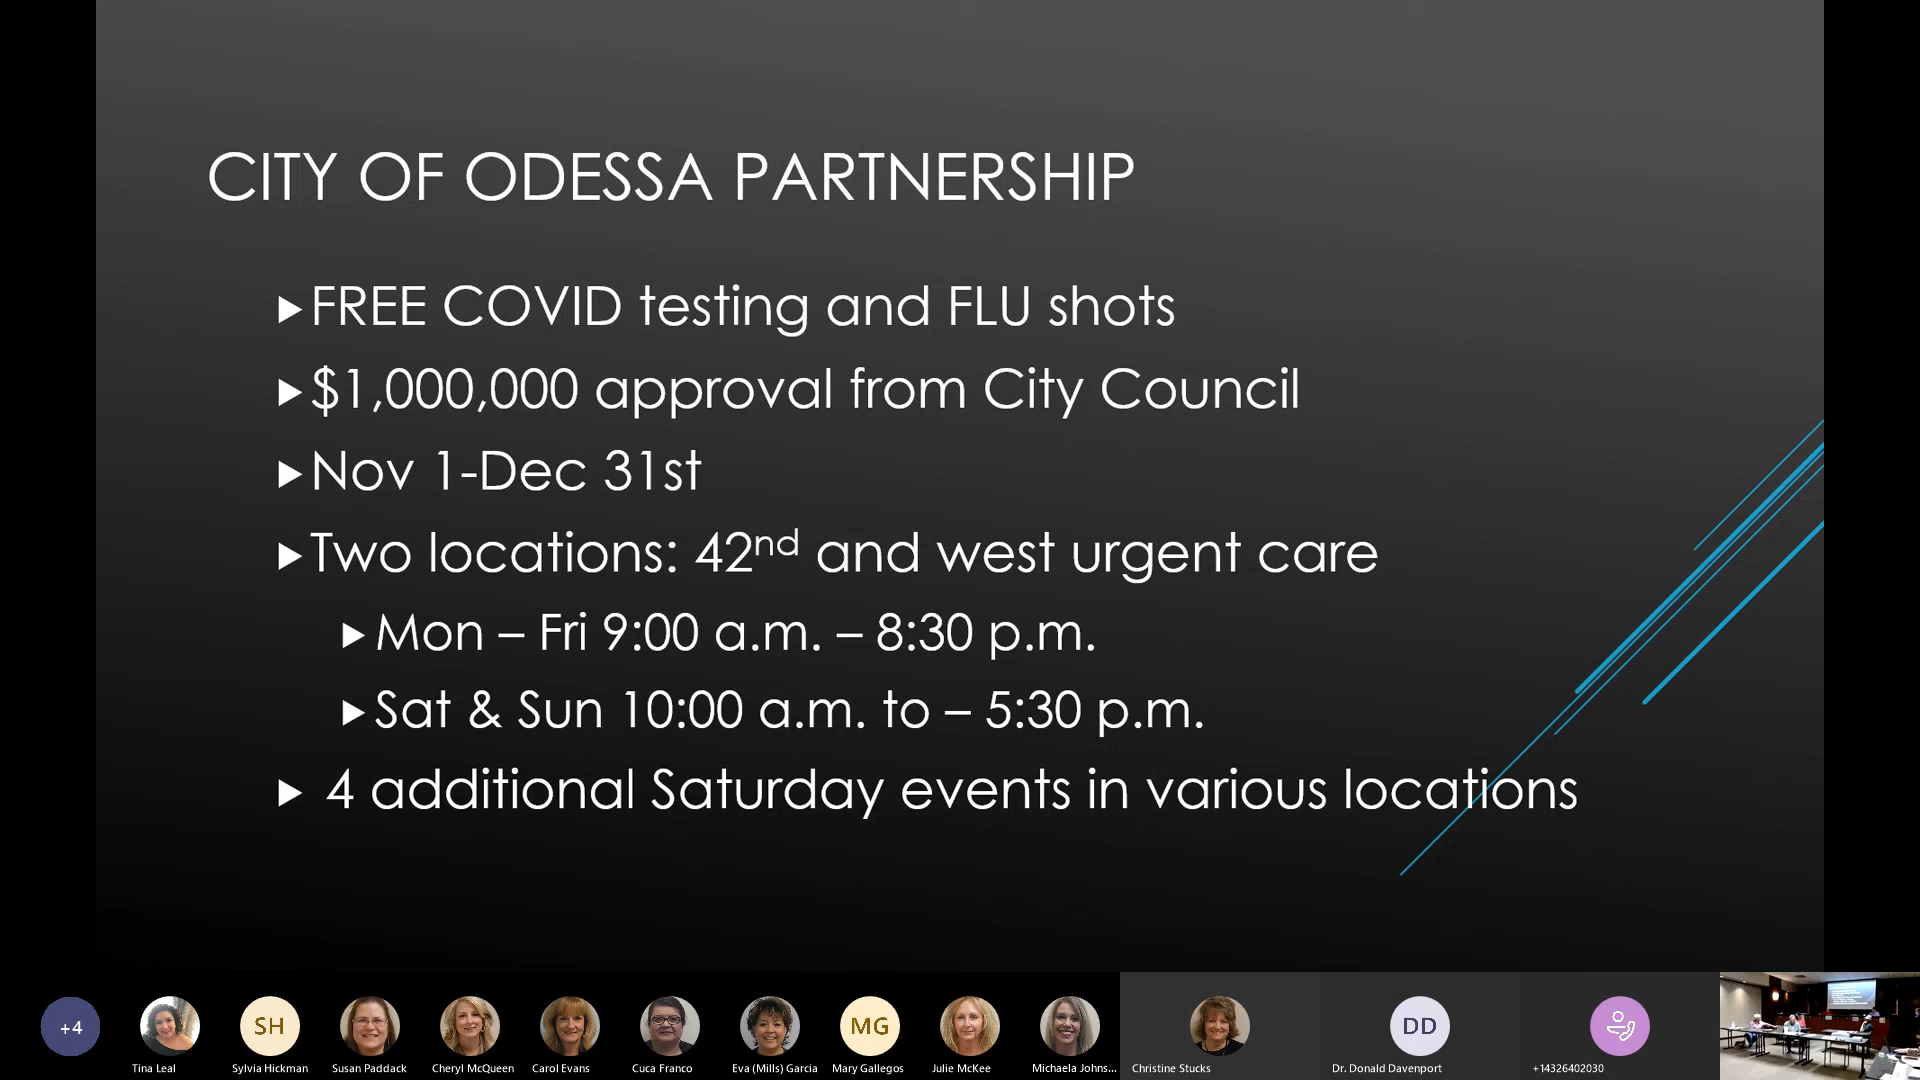 CITY OF ODESSA PARTNERSHIP
FREE COVID testing and FLU shots
$1,000,000 approval from City Council
Nov 1-Dec 31st
Two locations: 42nd and west urgent care
Mon – Fri 9:00 a.m. – 8:30 p.m.
Sat & Sun 10:00 a.m. to – 5:30 p.m.
4 additional Saturday events in various locations
+4
SH
MG
DD
Tina Leal
Sylvia Hickman
Susan Paddack
Cheryl McQueen
Carol Evans
Cuca Franco
Eva (Mills) Garcia
Mary Gallegos
Julie McKee
Michaela Johns...
Christine Stucks
Dr. Donald Davenport
+14326402030